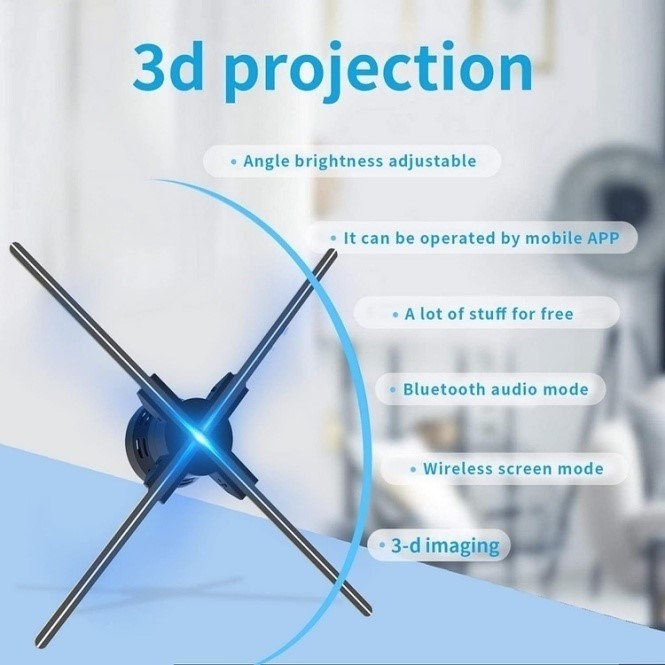 3d projection
• Angle brightness adjustable
• It can be operated by mobile APP
• A lot of stuff for free
• Bluetooth audio mode
• Wireless screen mode
• 3-d imaging